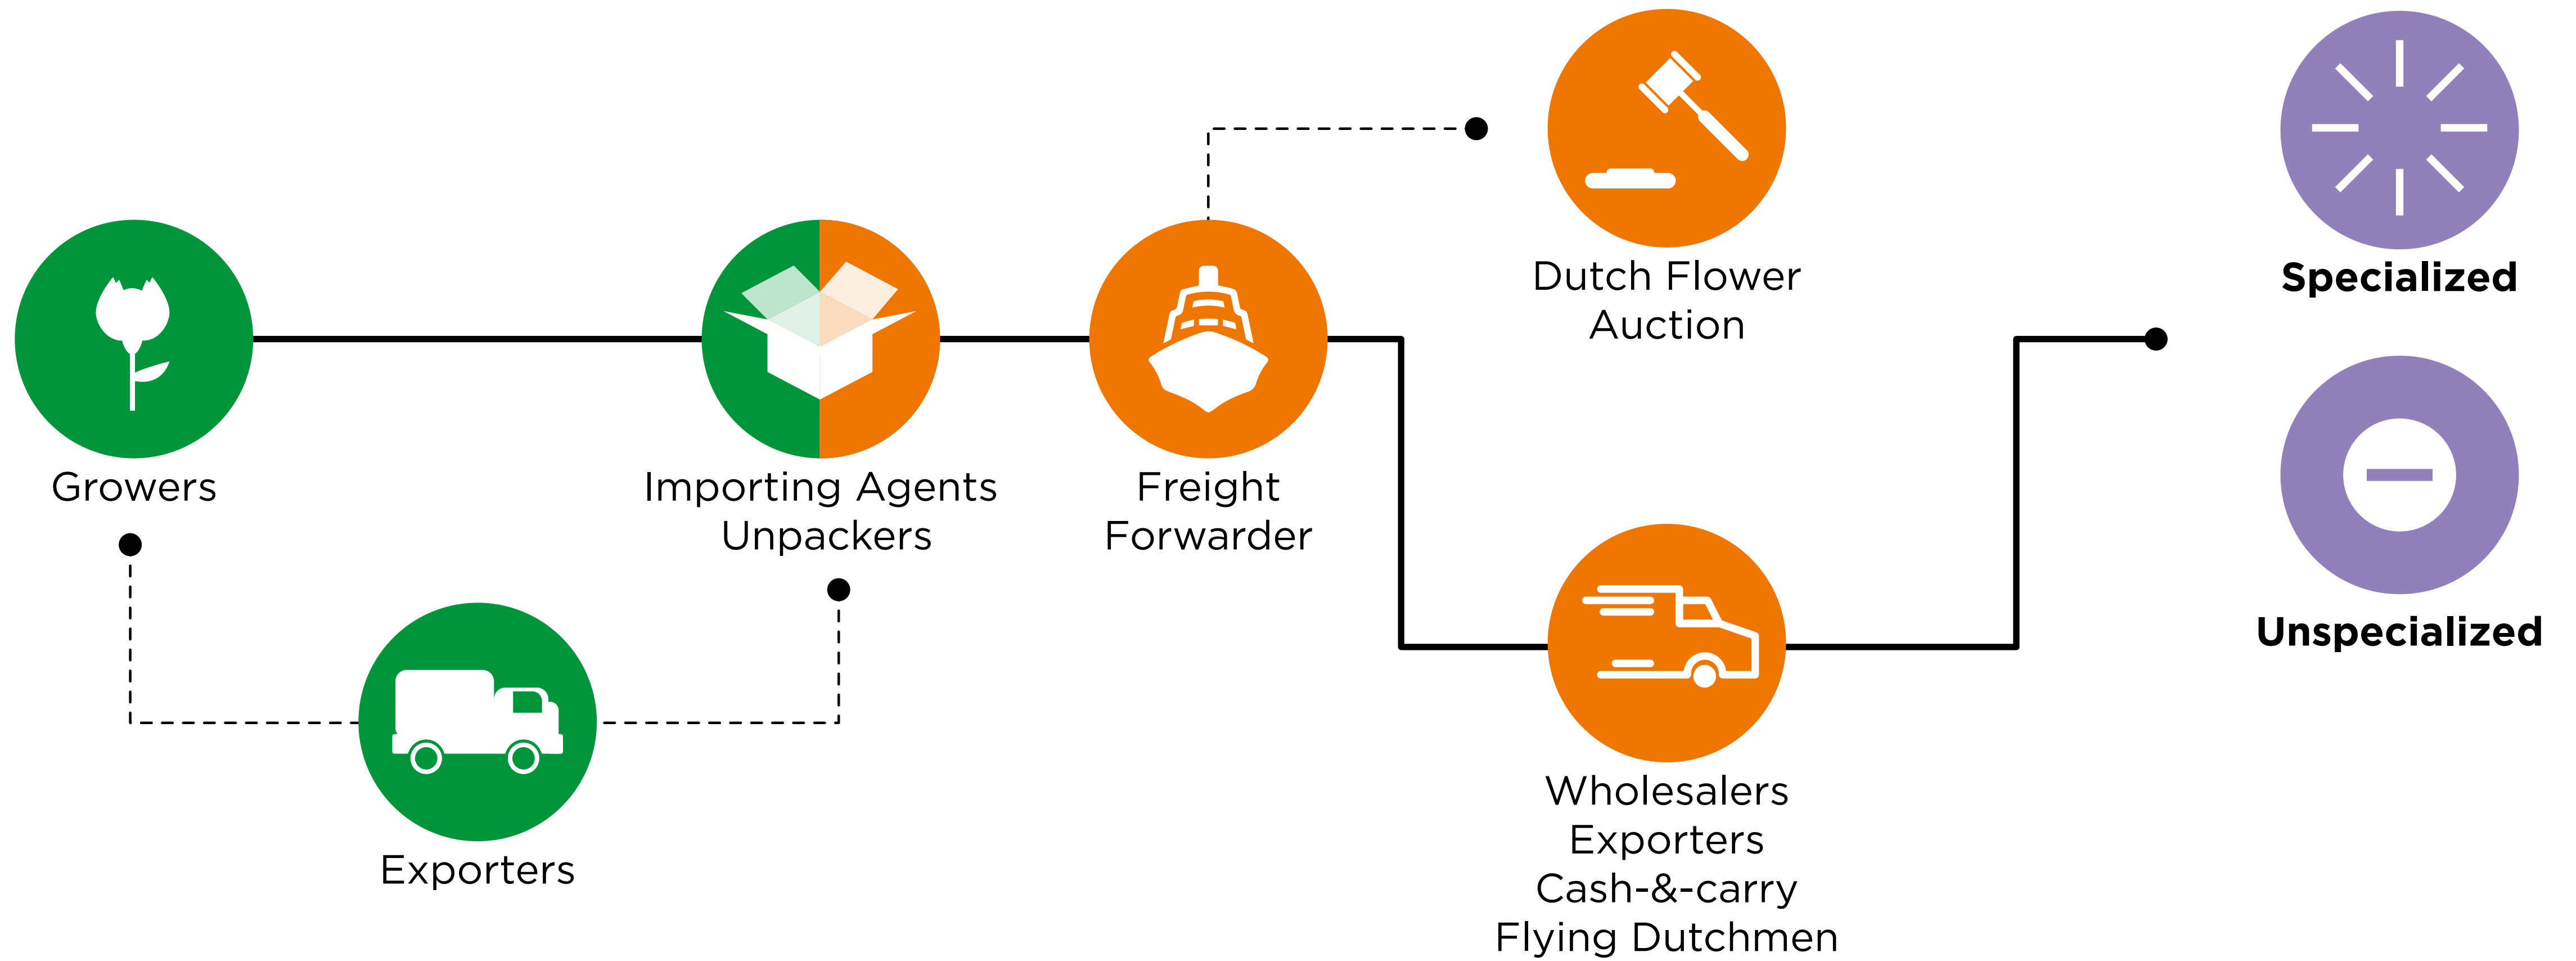 Growers
Exporters
Importing Agents
Unpackers
Freight
Forwarder
Dutch Flower
Auction
Wholesalers
Exporters
Cash-&-carry
Flying Dutchmen
Specialized
Unspecialized